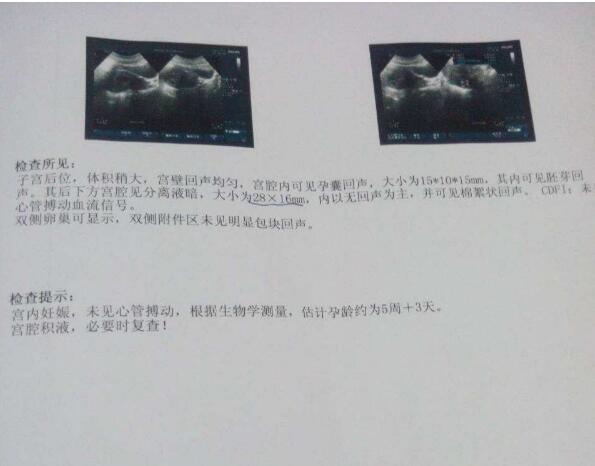 检查所见：
子宫后位，体积稍大，宫壁回声均匀，宫腔内可见孕囊回声，大小为15*10*15mm，其内可见胚芽回
声。其后下方宫腔见分离液暗，大小为28×16mm，内以无回声为主，并可见棉絮状回声。 CDFI：未
心管搏动血流信号。
双侧卵巢可显示，双侧附件区未见明显包块回声。
检查提示：
宫内妊娠，未见心管搏动，根据生物学测量，估计孕龄约为5周＋3天。
宫腔积液，必要时复查！